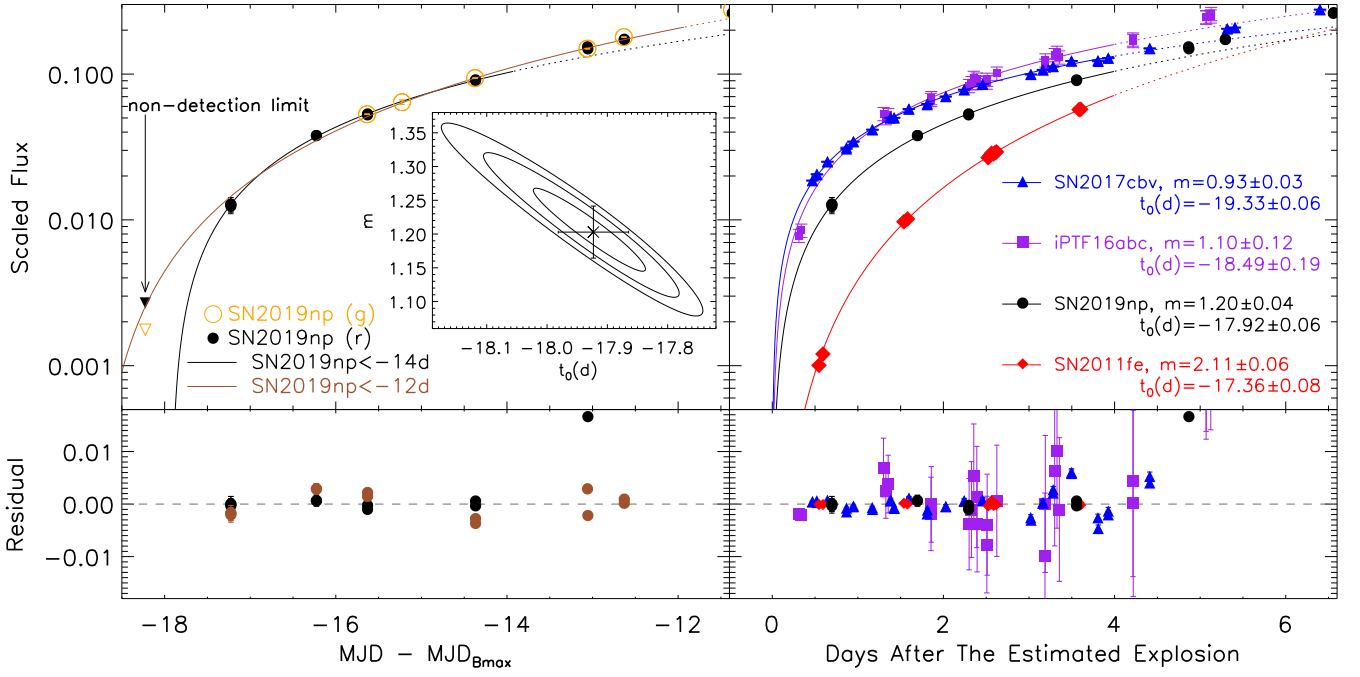 Scaled Flux
0.100
0.010
0.001
non-detection limit
SN2019np (g)
SN2019np (r)
SN2019np<−14d
SN2019np<−12d
m
1.35
1.30
1.25
1.20
1.15
1.10
−18.1 −18.0 −17.9 −17.8
t₀(d)
SN2017cbv, m=0.93±0.03
t₀(d)=−19.33±0.06
iPTF16abc, m=1.10±0.12
t₀(d)=−18.49±0.19
SN2019np, m=1.20±0.04
t₀(d)=−17.92±0.06
SN2011fe, m=2.11±0.06
t₀(d)=−17.36±0.08
Residual
0.01
0.00
−0.01
−18 −16 −14 −12
MJD − MJD_Bmax
0 2 4 6
Days After The Estimated Explosion